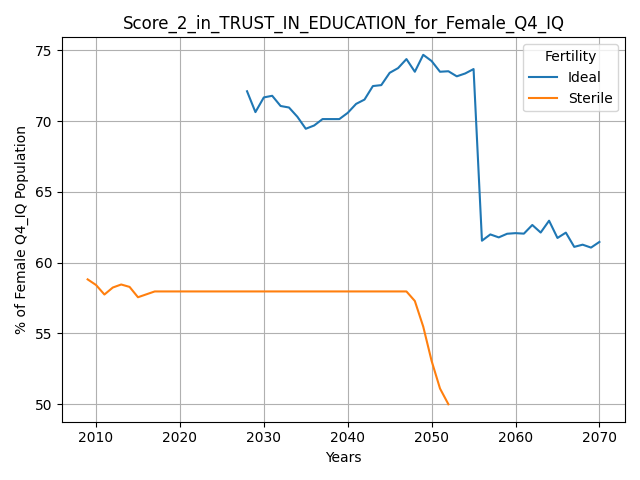 Score_2_in_TRUST_IN_EDUCATION_for_Female_Q4_IQ
% of Female Q4_IQ Population
75
70
65
60
55
50
Fertility
Ideal
Sterile
2010 2020 2030 2040 2050 2060 2070
Years